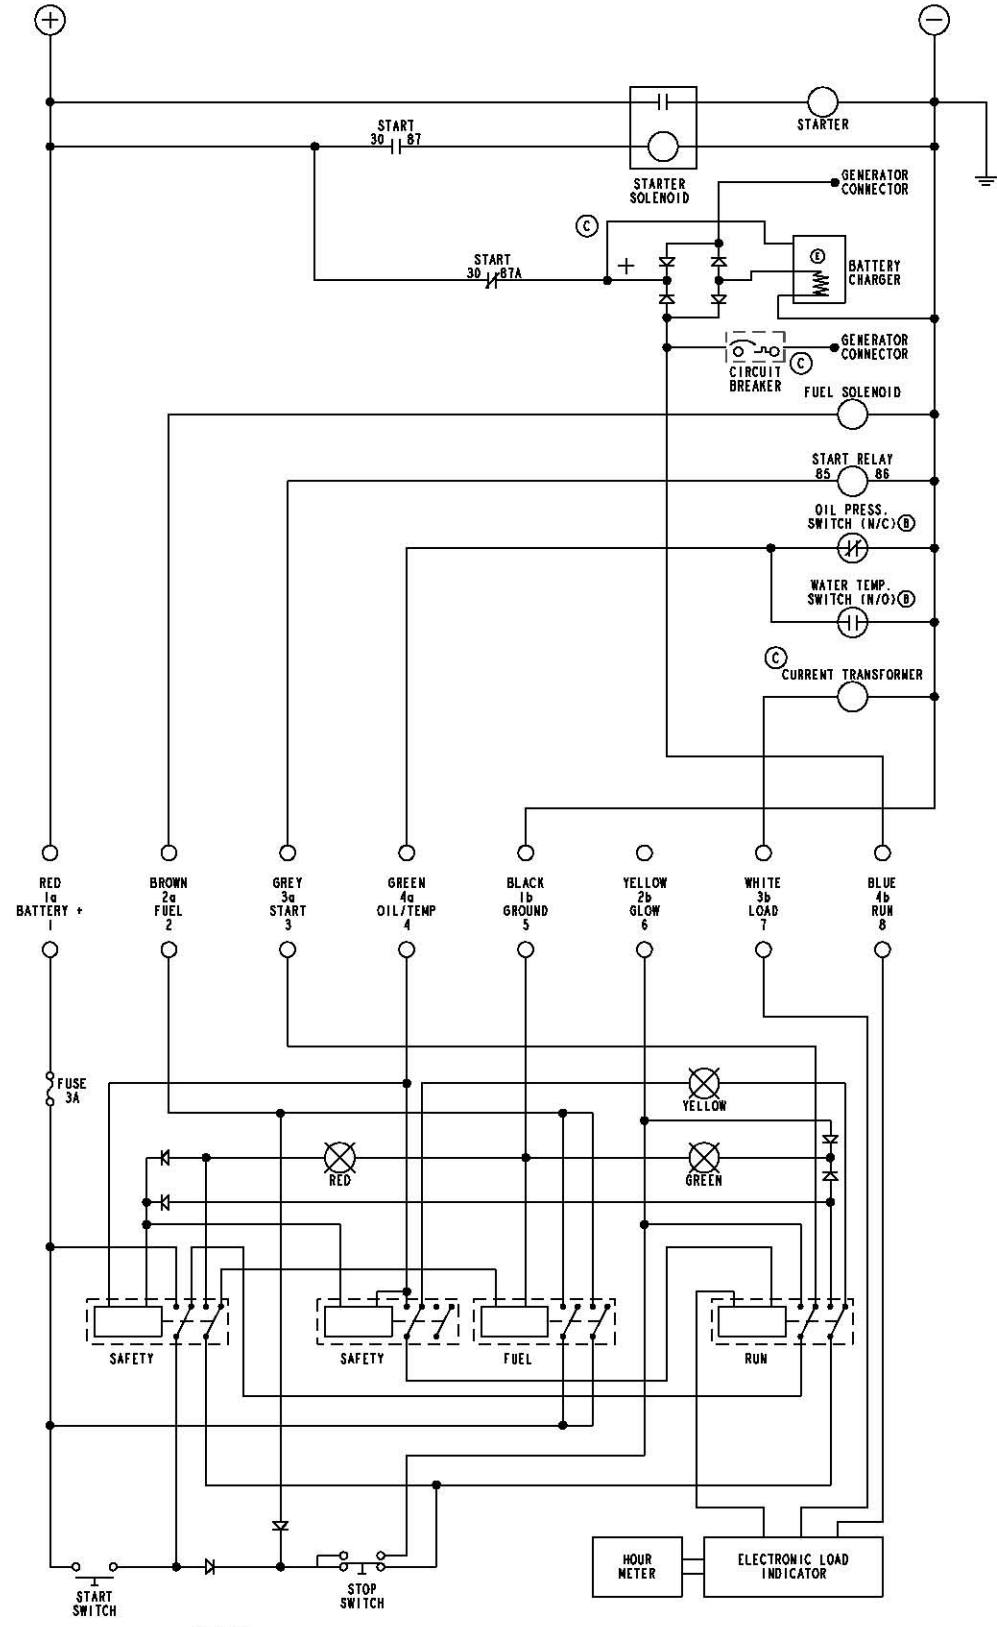 +
−
STARTER
START
30 87
STARTER
SOLENOID
GENERATOR
CONNECTOR
C
START
30 87A
+
E
BATTERY
CHARGER
GENERATOR
CONNECTOR
C
CIRCUIT
BREAKER
FUEL SOLENOID
START RELAY
85 86
OIL PRESS.
SWITCH (N/C) B
WATER TEMP.
SWITCH (N/O) B
C
CURRENT TRANSFORMER
RED
1a
BATTERY +
1
BROWN
2a
FUEL
2
GREY
3a
START
3
GREEN
4a
OIL/TEMP
4
BLACK
1b
GROUND
5
YELLOW
2b
GLOW
6
WHITE
3b
LOAD
7
BLUE
4b
RUN
8
FUSE
3A
YELLOW
RED
GREEN
SAFETY
SAFETY
FUEL
RUN
START
SWITCH
STOP
SWITCH
HOUR
METER
ELECTRONIC LOAD
INDICATOR